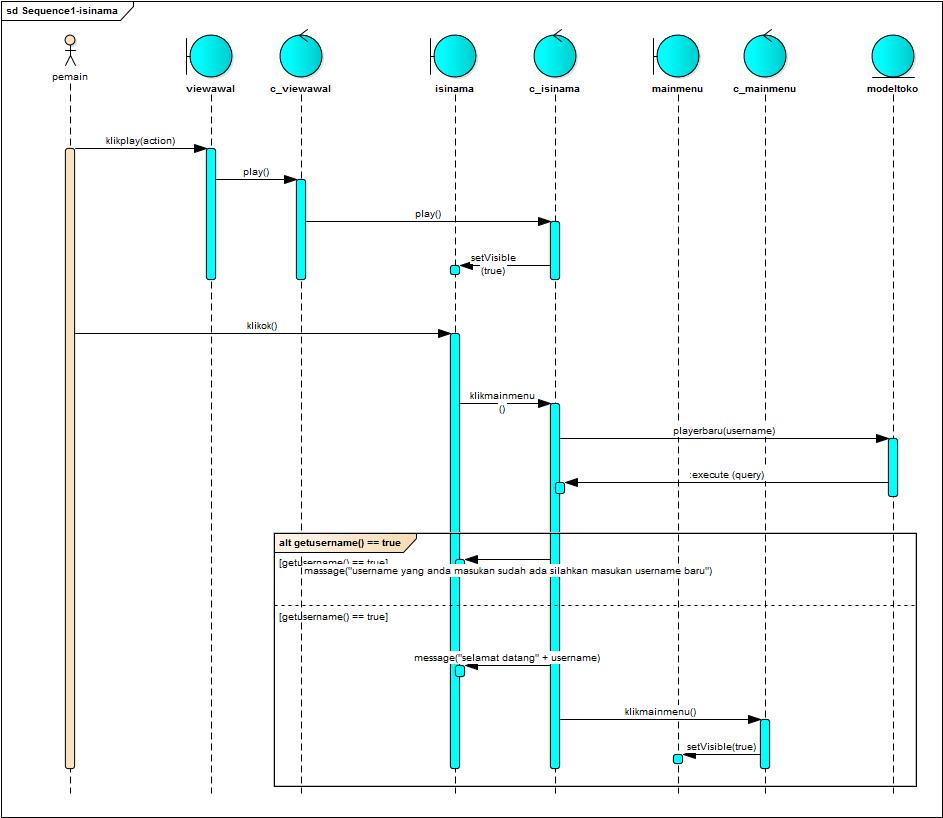 sd Sequence1-isinama
pemain
viewawal
c_viewawal
isinama
c_isinama
mainmenu
c_mainmenu
modeltoko
klikplay(action)
play()
play()
setVisible
(true)
klikok()
klikmainmenu
()
playerbaru(username)
:execute (query)
alt getusername() == true
[getusername() == true]
massage("username yang anda masukan sudah ada silahkan masukan username baru")
[getusername() == true]
message("selamat datang" + username)
klikmainmenu()
setVisible(true)